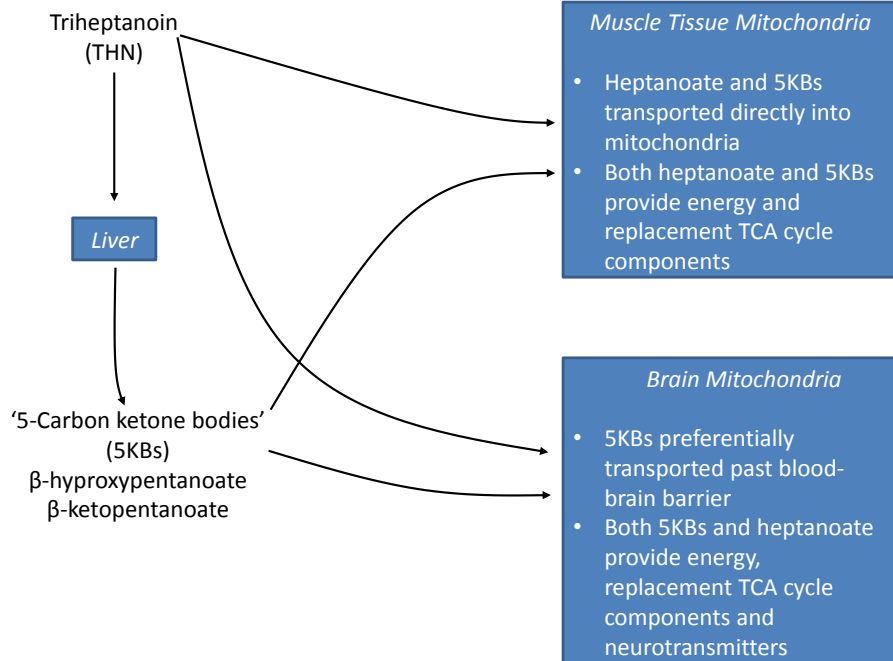 Triheptanoin
(THN)
Liver
‘5-Carbon ketone bodies’
(5KBs)
β-hyproxypentanoate
β-ketopentanoate
Muscle Tissue Mitochondria
• Heptanoate and 5KBs
transported directly into
mitochondria
• Both heptanoate and 5KBs
provide energy and
replacement TCA cycle
components
Brain Mitochondria
• 5KBs preferentially
transported past blood-
brain barrier
• Both 5KBs and heptanoate
provide energy,
replacement TCA cycle
components and
neurotransmitters